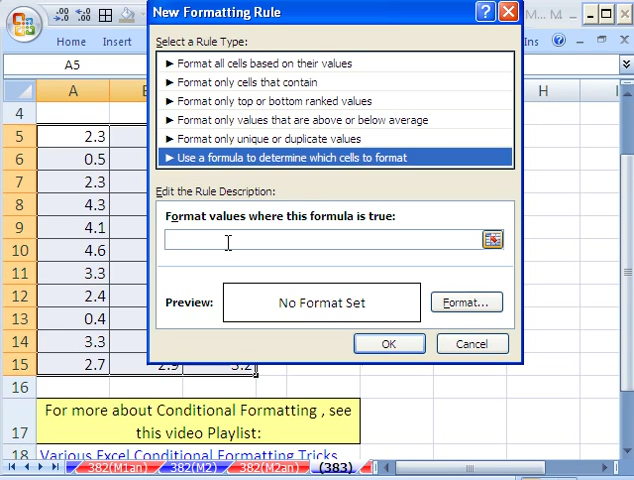 New Formatting Rule
Home Insert Ins
Select a Rule Type:
A5
► Format all cells based on their values
► Format only cells that contain
► Format only top or bottom ranked values
► Format only values that are above or below average
► Format only unique or duplicate values
► Use a formula to determine which cells to format
Edit the Rule Description:
Format values where this formula is true:
Preview: No Format Set Format...
OK Cancel
A H
4
5 2.3
6 0.5
7 2.3
8 4.3
9 4.1
10 4.6
11 3.3
12 2.4
13 0.4
14 3.3
15 2.7 2.9 3.2
16
17 For more about Conditional Formatting , see
this video Playlist:
18 Various Excel Conditional Formatting Tricks
382(M1an) 382(M2) 382(M2an) (383)